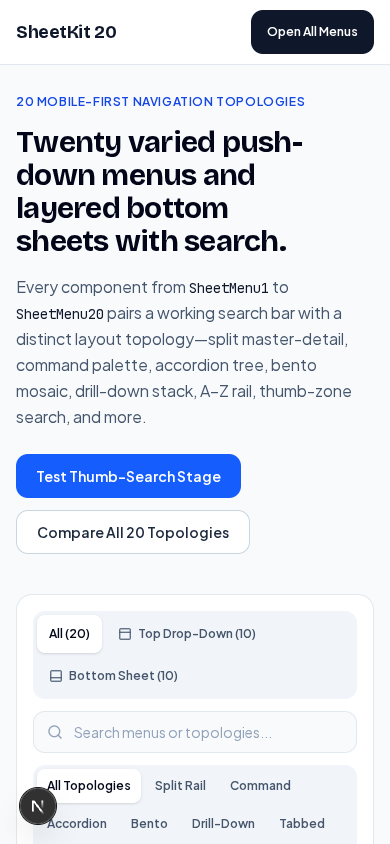 SheetKit 20
Open All Menus
20 MOBILE-FIRST NAVIGATION TOPOLOGIES
Twenty varied push-
down menus and
layered bottom
sheets with search.
Every component from SheetMenu1 to
SheetMenu20 pairs a working search bar with a
distinct layout topology—split master-detail,
command palette, accordion tree, bento
mosaic, drill-down stack, A–Z rail, thumb-zone
search, and more.
Test Thumb-Search Stage
Compare All 20 Topologies
All (20)
Top Drop-Down (10)
Bottom Sheet (10)
Search menus or topologies...
All Topologies
Split Rail
Command
Accordion
Bento
Drill-Down
Tabbed
N